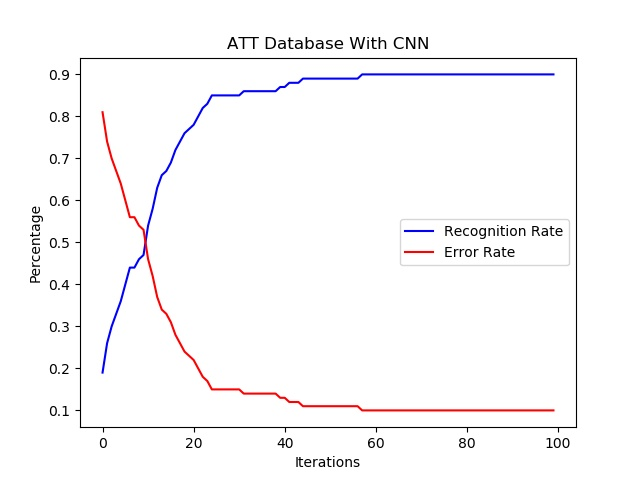 ATT Database With CNN
Percentage
0.9
0.8
0.7
0.6
0.5
0.4
0.3
0.2
0.1
Recognition Rate
Error Rate
0 20 40 60 80 100
Iterations